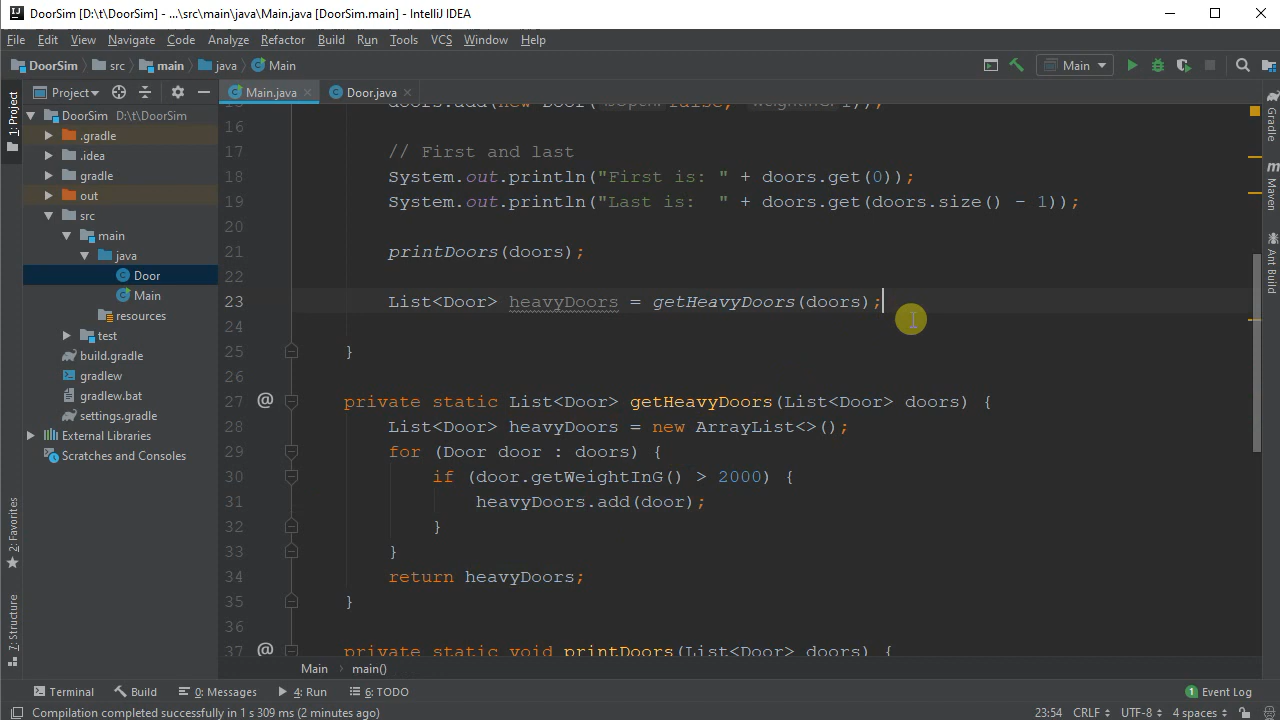 DoorSim [D:\t\DoorSim] - ...\src\main\java\Main.java [DoorSim.main] - IntelliJ IDEA
File Edit View Navigate Code Analyze Refactor Build Run Tools VCS Window Help
DoorSim src main java Main
Main
1: Project
Project
Main.java
Door.java
DoorSim D:\t\DoorSim
.gradle
.idea
gradle
out
src
main
java
Door
Main
resources
test
build.gradle
gradlew
gradlew.bat
settings.gradle
External Libraries
Scratches and Consoles
16
17 // First and last
18 System.out.println("First is: " + doors.get(0));
19 System.out.println("Last is:  " + doors.get(doors.size() - 1));
20
21 printDoors(doors);
22
23 List<Door> heavyDoors = getHeavyDoors(doors);
24
25 }
26
27 private static List<Door> getHeavyDoors(List<Door> doors) {
28 List<Door> heavyDoors = new ArrayList<>();
29 for (Door door : doors) {
30 if (door.getWeightInG() > 2000) {
31 heavyDoors.add(door);
32 }
33 }
34 return heavyDoors;
35 }
36
37 private static void printDoors(List<Door> doors) {
Main main()
Gradle
Maven
Ant Build
2: Favorites
7: Structure
Terminal Build 0: Messages 4: Run 6: TODO
1 Event Log
Compilation completed successfully in 1 s 309 ms (2 minutes ago)
23:54 CRLF UTF-8 4 spaces